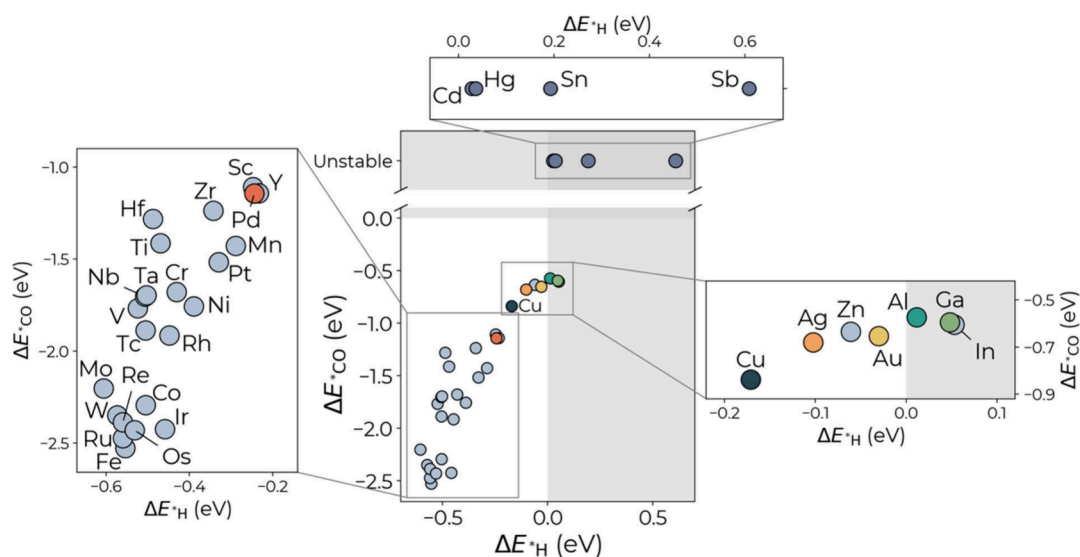 ΔE*H (eV)
0.0 0.2 0.4 0.6
Cd Hg Sn Sb
Unstable
0.0
−0.5
−1.0
−1.5
−2.0
−2.5
ΔE*CO (eV)
Cu
−0.5 0.0 0.5
ΔE*H (eV)
−1.0
−1.5
−2.0
−2.5
ΔE*CO (eV)
Sc
Zr Y
Hf Pd
Ti Mn
Nb Ta Cr Pt
V Ni
Tc Rh
Mo Re Co
W Ir
Ru Os
Fe
−0.6 −0.4 −0.2
ΔE*H (eV)
Ag Zn Al Ga
Cu Au In
−0.5
−0.7
−0.9
ΔE*CO (eV)
−0.2 −0.1 0.0 0.1
ΔE*H (eV)